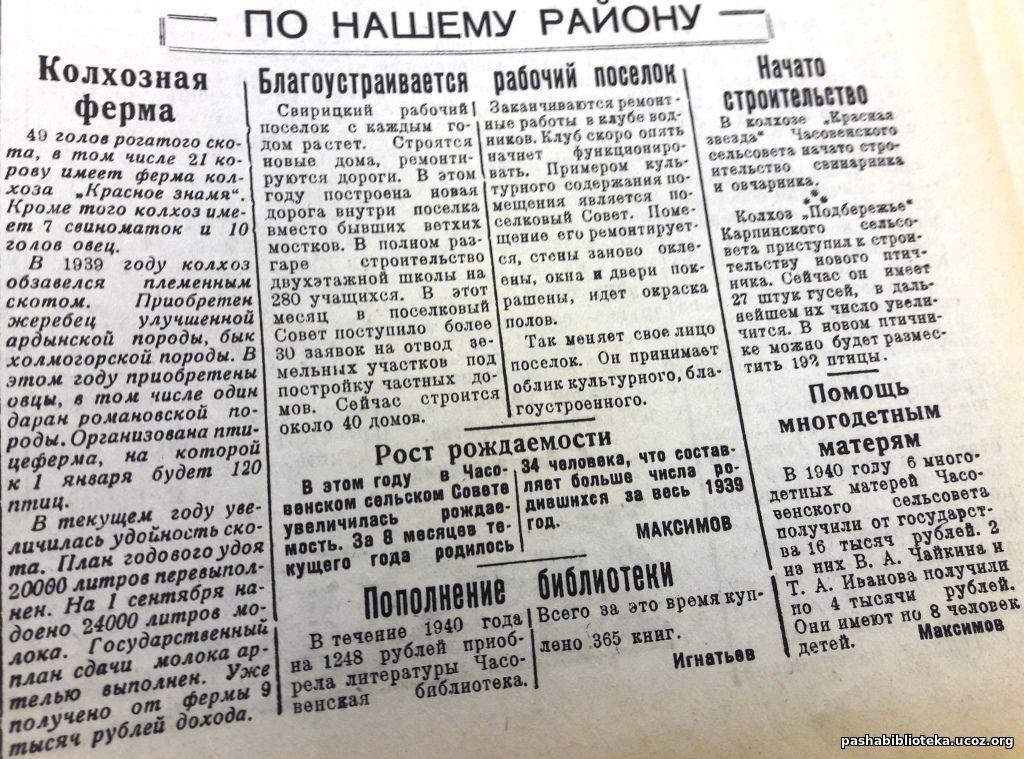 ПО НАШЕМУ РАЙОНУ
Колхозная
ферма
49 голов рогатого ско-
та, в том числе 21 ко-
рову имеет ферма кол-
хоза „Красное знамя“.
Кроме того колхоз име-
ет 7 свиноматок и 10
голов овец.
В 1939 году колхоз
обзавелся племенным
скотом. Приобретен
жеребец улучшенной
ардынской породы, бык
холмогорской породы. В
этом году приобретены
овцы, в том числе один
даран романовской по-
роды. Организована пти-
цеферма, на которой
к 1 января будет 120
птиц.
В текущем году уве-
личилась удойность ско-
та. План годового удоя
20000 литров перевыпол-
нен. На 1 сентября на-
доено 24000 литров мо-
лока. Государственный
план сдачи молока ар-
телью выполнен. Уже
получено от фермы 9
тысяч рублей дохода.
Благоустраивается рабочий поселок
Свирицкий рабочий
поселок с каждым го-
дом растет. Строятся
новые дома, ремонти-
руются дороги. В этом
году построена новая
дорога внутри поселка
вместо бывших ветхих
мостков. В полном раз-
гаре строительство
двухэтажной школы на
280 учащихся. В этот
месяц в поселковый
Совет поступило более
30 заявок на отвод зе-
мельных участков под
постройку частных до-
мов. Сейчас строится
около 40 домов.
Заканчиваются ремонт-
ные работы в клубе вод-
ников. Клуб скоро опять
начнет функциониро-
вать. Примером куль-
турного содержания по-
мещения является по-
селковый Совет. Поме-
щение его ремонтирует-
ся, стены заново окле-
ены, окна и двери пок-
рашены, идет окраска
полов.
Так меняет свое лицо
поселок. Он принимает
облик культурного, бла-
гоустроенного.
Рост рождаемости
В этом году в Часо-
венском сельском Совете
увеличилась рождае-
мость. За 8 месяцев те-
кущего года родилось
34 человека, что состав-
ляет больше числа ро-
дившихся за весь 1939
год.
МАКСИМОВ
Пополнение библиотеки
В течение 1940 года
на 1248 рублей приоб-
рела литературы Часо-
венская библиотека.
Всего за это время куп-
лено 365 книг.
Игнатьев
Начато
строительство
В колхозе „Красная
звезда“ Часовенского
сельсовета начато стро-
ительство свинарника
и овчарника.
***
Колхоз „Подбережье“
Карпинского сельсо-
вета приступил к строи-
тельству нового птич-
ника. Сейчас он имеет
27 штук гусей, в даль-
нейшем их число увели-
чится. В новом птични-
ке можно будет размес-
тить 192 птицы.
Помощь
многодетным
матерям
В 1940 году 6 много-
детных матерей Часо-
венского сельсовета
получили от государст-
ва 16 тысяч рублей. 2
из них В. А. Чайкина и
Т. А. Иванова получили
по 4 тысячи рублей.
Они имеют по 8 человек
детей.
Максимов
pashabiblioteka.ucoz.org